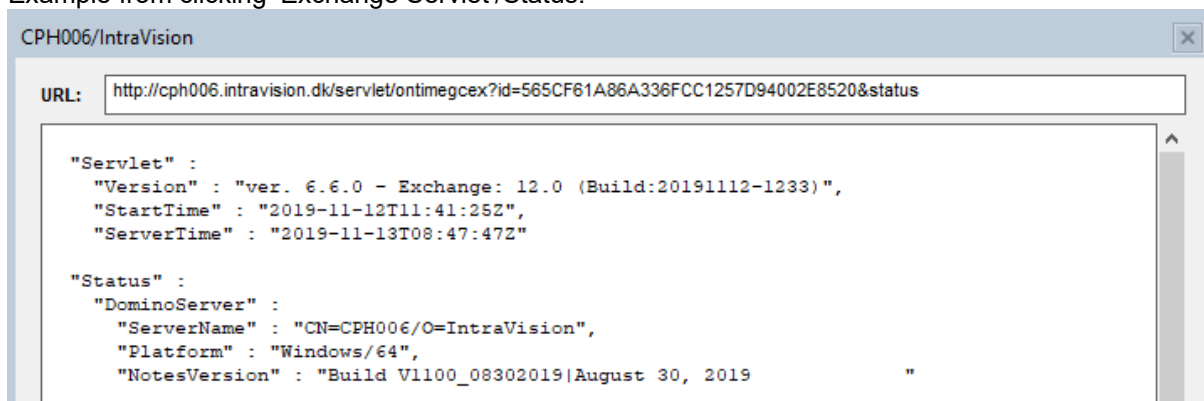 Example from clicking 'Exchange Servlet'/Status:
CPH006/IntraVision
URL: http://cph006.intravision.dk/servlet/ontimegcex?id=565CF61A86A336FCC1257D94002E8520&status
"Servlet" :
"Version" : "ver. 6.6.0 - Exchange: 12.0 (Build:20191112-1233)",
"StartTime" : "2019-11-12T11:41:25Z",
"ServerTime" : "2019-11-13T08:47:47Z"
"Status" :
"DominoServer" :
"ServerName" : "CN=CPH006/O=IntraVision",
"Platform" : "Windows/64",
"NotesVersion" : "Build V1100_08302019|August 30, 2019 "